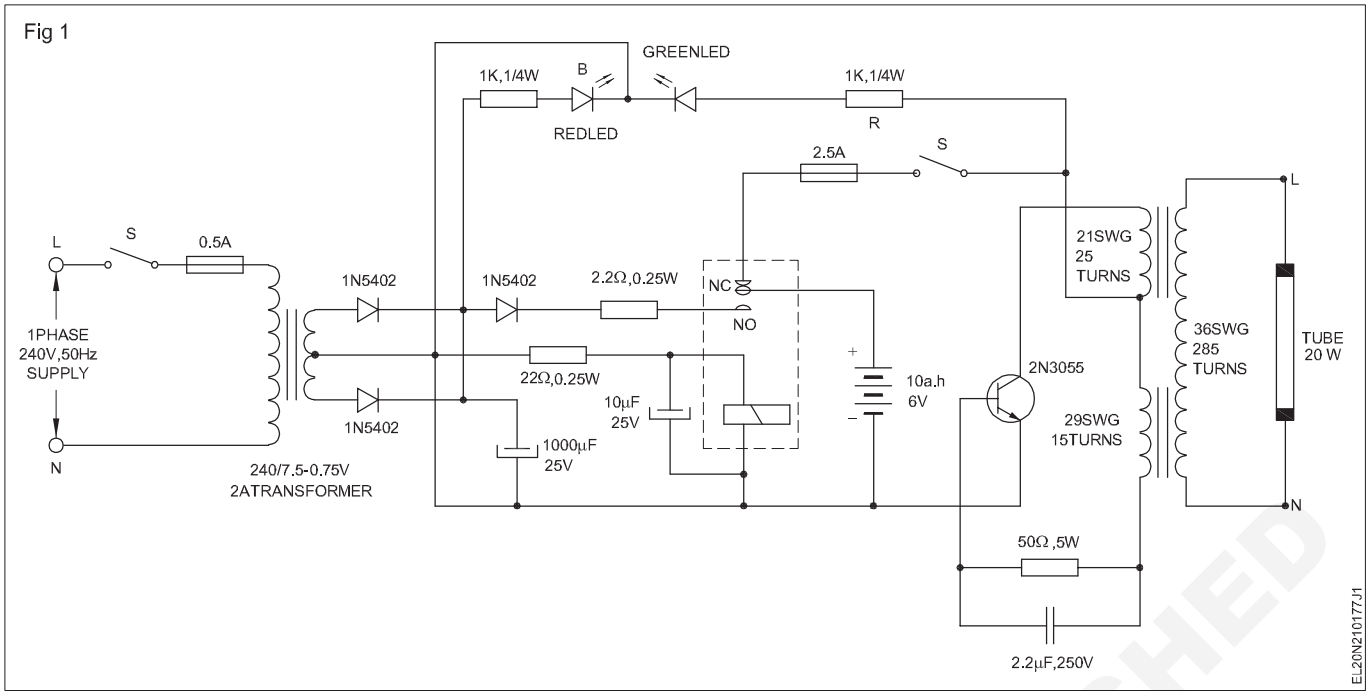 Fig 1
GREENLED
1K,1/4W
B
1K,1/4W
REDLED
R
2.5A
S
L
S
0.5A
1N5402
1N5402
2.2Ω,0.25W
NC
NO
1PHASE
240V,50Hz
SUPPLY
22Ω,0.25W
10µF
25V
+
10a.h
6V
–
2N3055
21SWG
25
TURNS
36SWG
285
TURNS
29SWG
15TURNS
L
TUBE
20 W
N
N
1N5402
1000µF
25V
240/7.5-0.75V
2ATRANSFORMER
50Ω,5W
2.2µF,250V
EL20N210177J1
SHED